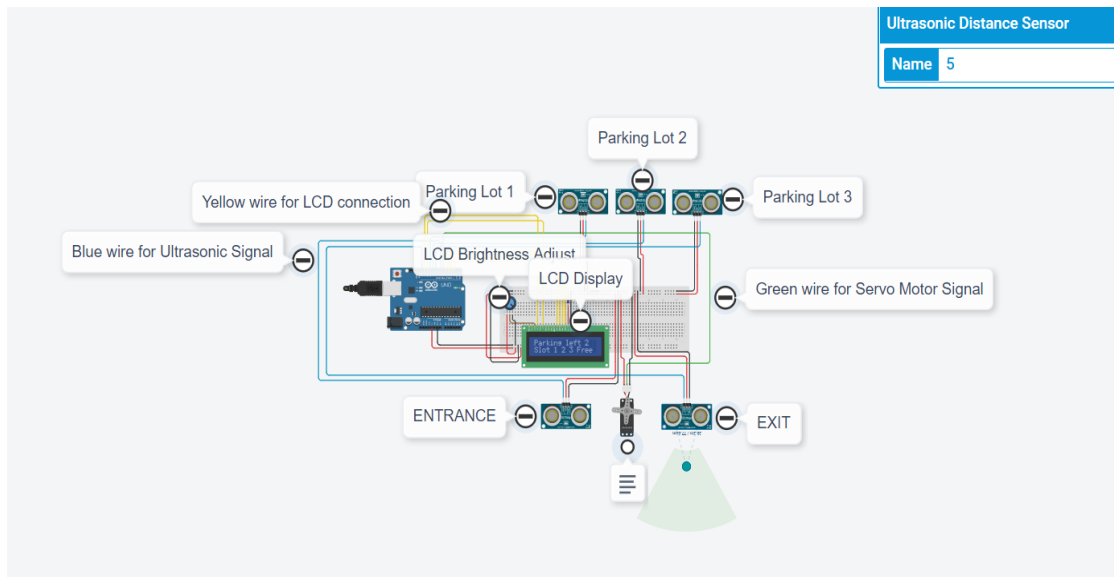 Ultrasonic Distance Sensor
Name 5
Parking Lot 2
Parking Lot 1
Parking Lot 3
Yellow wire for LCD connection
Blue wire for Ultrasonic Signal
LCD Brightness Adjust
LCD Display
Green wire for Servo Motor Signal
UNO
Parking left 2
Slot 1 2 3 Free
ENTRANCE
EXIT